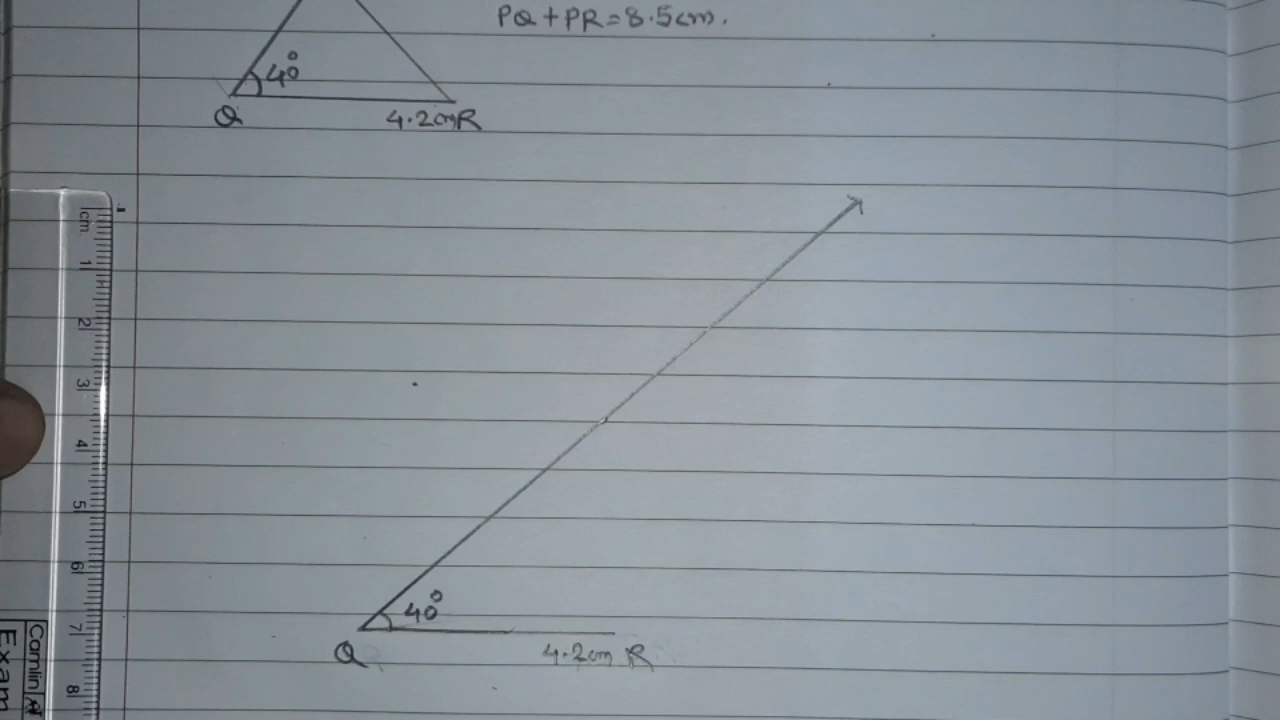 PQ+PR=8.5cm.
40°
Q 4.2cm R
1cm 1 2 3 4 5 6 7 8
40°
Q 4.2cm R
Camlin
Exam